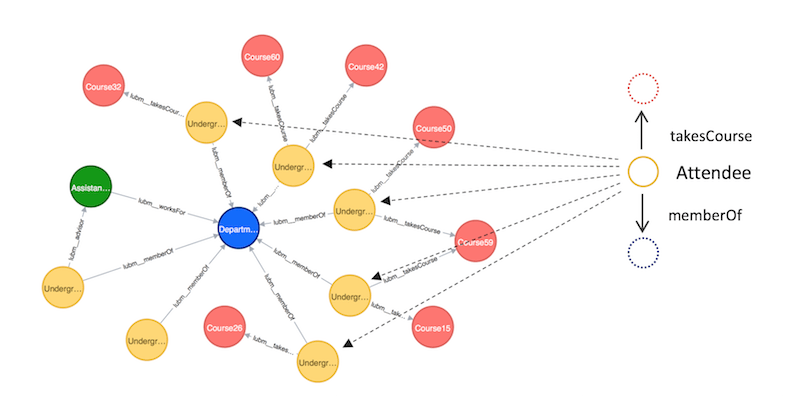 Course60
Course42
Course32
lubm__takesCour...
lubm__takesCourse
lubm__takesCourse
Undergr...
Course50
takesCourse
Undergr...
lubm__takesCourse
Attendee
lubm__memberOf
Assistan...
lubm__worksFor
lubm__...
Undergr...
lubm__memberOf
lubm__takesCourse
memberOf
Departm...
Course59
lubm__advisor
lubm__memberOf
lubm__memberOf
lubm__takesCourse
Undergr...
Undergr...
lubm__memberOf
lubm__memberOf
lubm__tak...
Course26
Course15
Undergr...
lubm__takes...
Undergr...